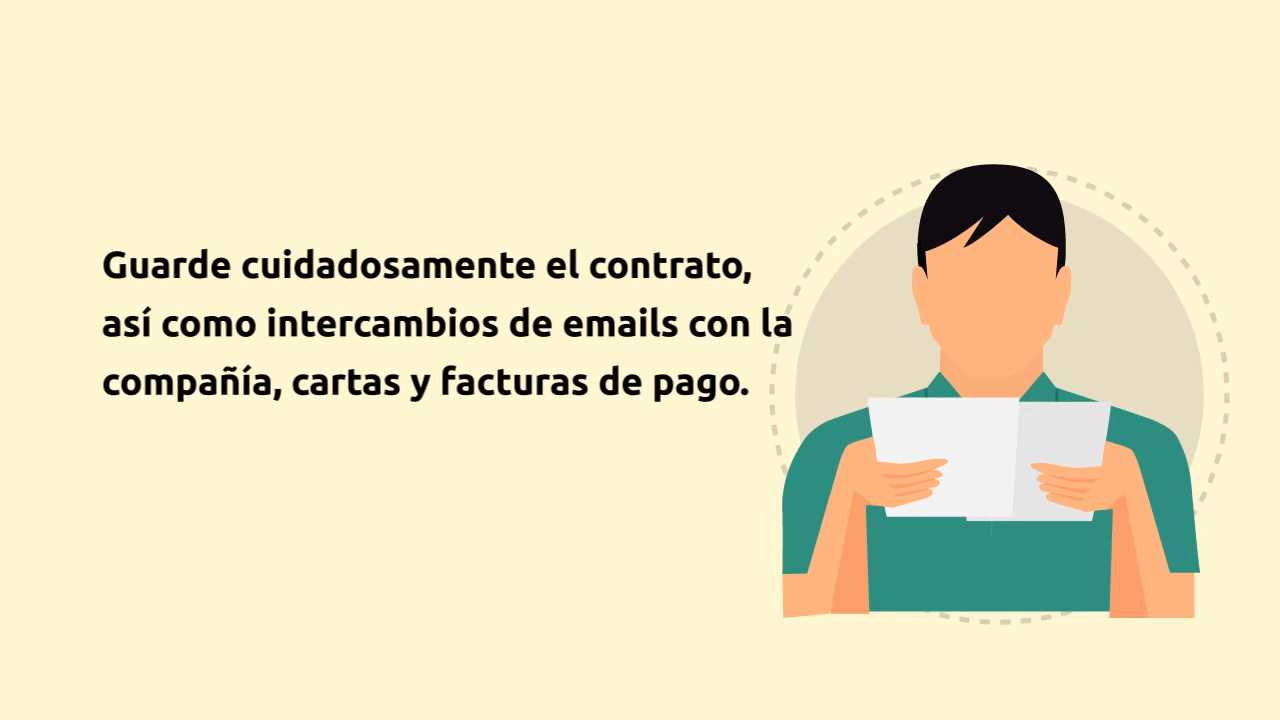 Guarde cuidadosamente el contrato,
así como intercambios de emails con la
compañía, cartas y facturas de pago.